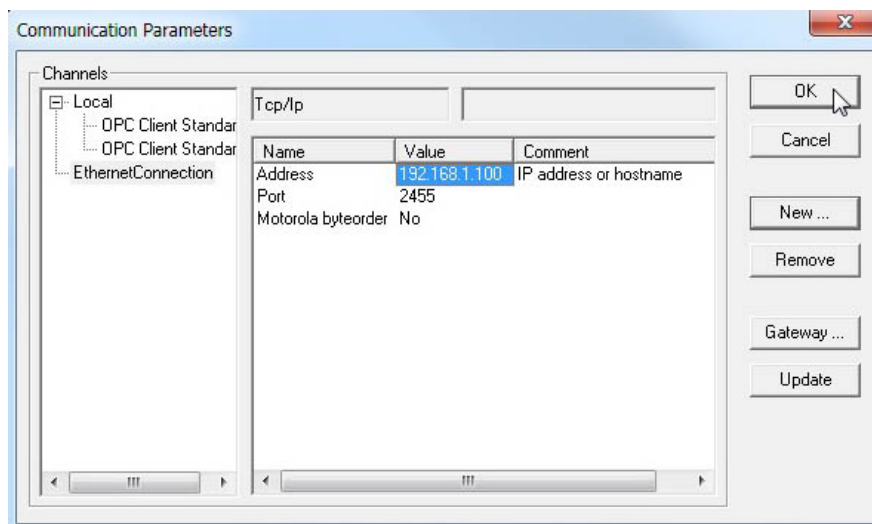 Communication Parameters
Channels
Local
OPC Client Standar
OPC Client Standar
EthernetConnection
Tcp/Ip
Name Value Comment
Address 192.168.1.100 IP address or hostname
Port 2455
Motorola byteorder No
OK
Cancel
New ...
Remove
Gateway ...
Update